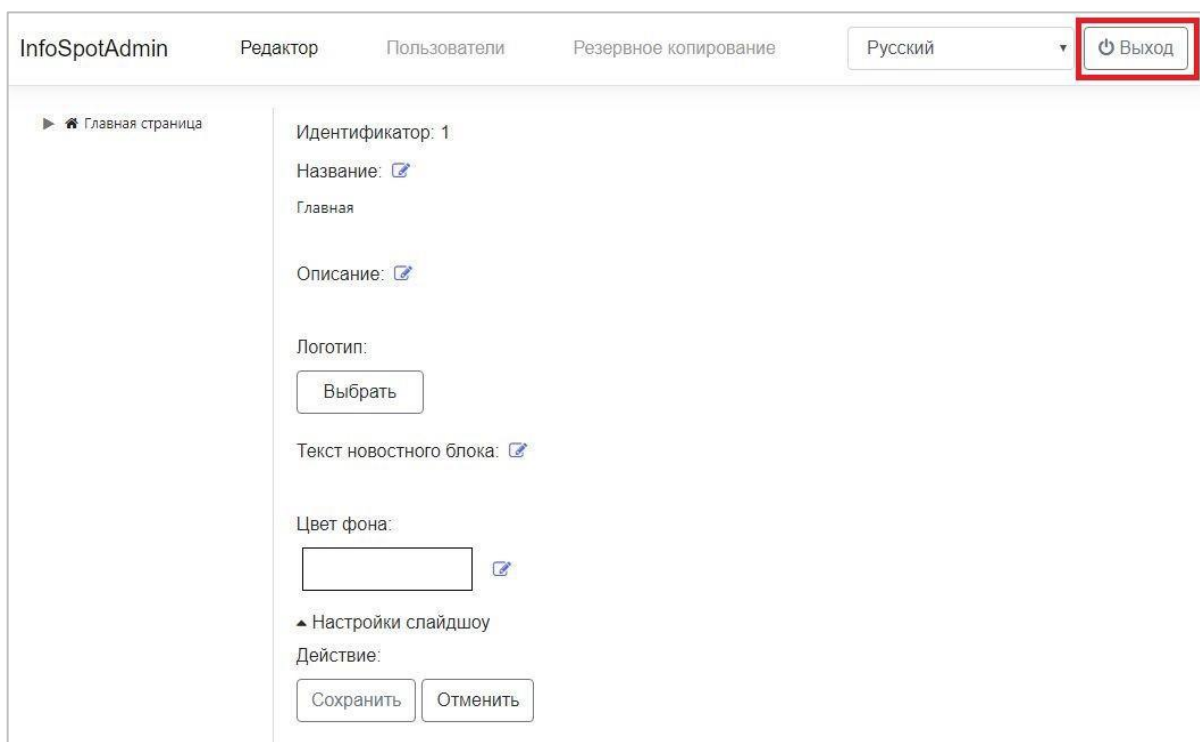 InfoSpotAdmin Редактор Пользователи Резервное копирование Русский Выход
Главная страница
Идентификатор: 1
Название:
Главная
Описание:
Логотип:
Выбрать
Текст новостного блока:
Цвет фона:
Настройки слайдшоу
Действие:
Сохранить Отменить